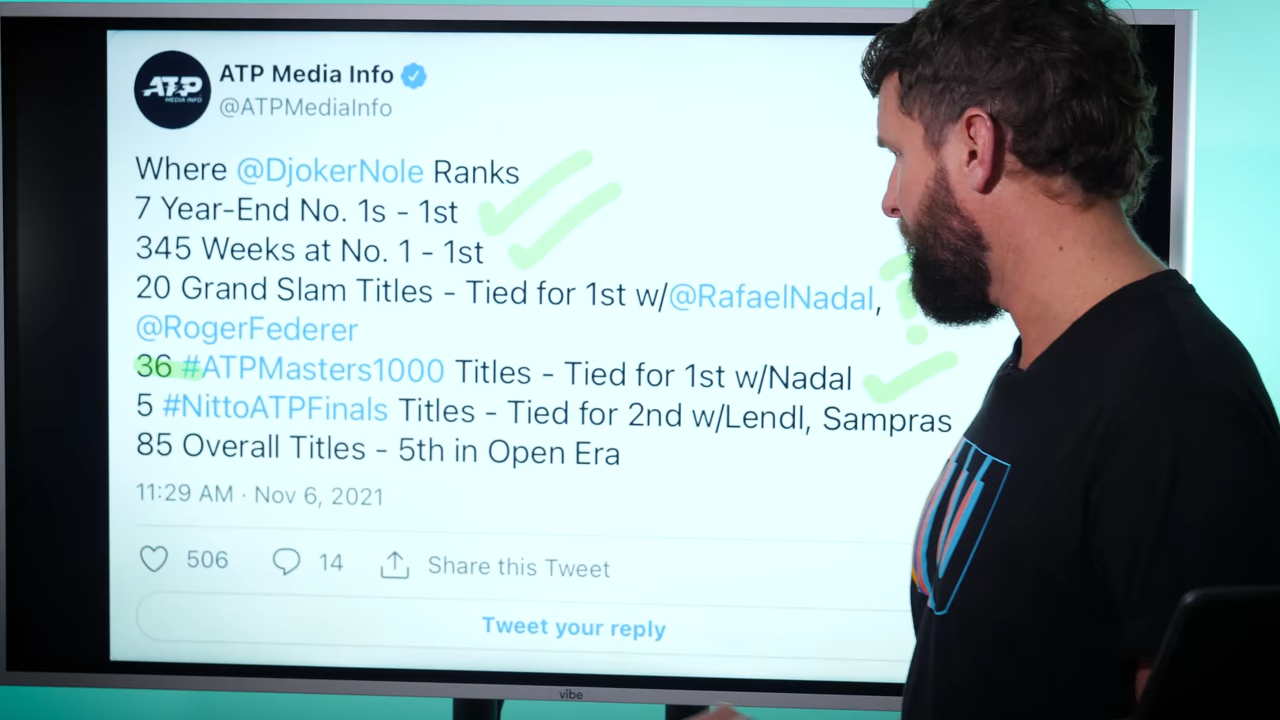 ATP
MEDIA INFO
ATP Media Info
@ATPMediaInfo
Where @DjokerNole Ranks
7 Year-End No. 1s - 1st
345 Weeks at No. 1 - 1st
20 Grand Slam Titles - Tied for 1st w/@RafaelNadal,
@RogerFederer
36 #ATPMasters1000 Titles - Tied for 1st w/Nadal
5 #NittoATPFinals Titles - Tied for 2nd w/Lendl, Sampras
85 Overall Titles - 5th in Open Era
11:29 AM · Nov 6, 2021
506
14
Share this Tweet
Tweet your reply
vibe